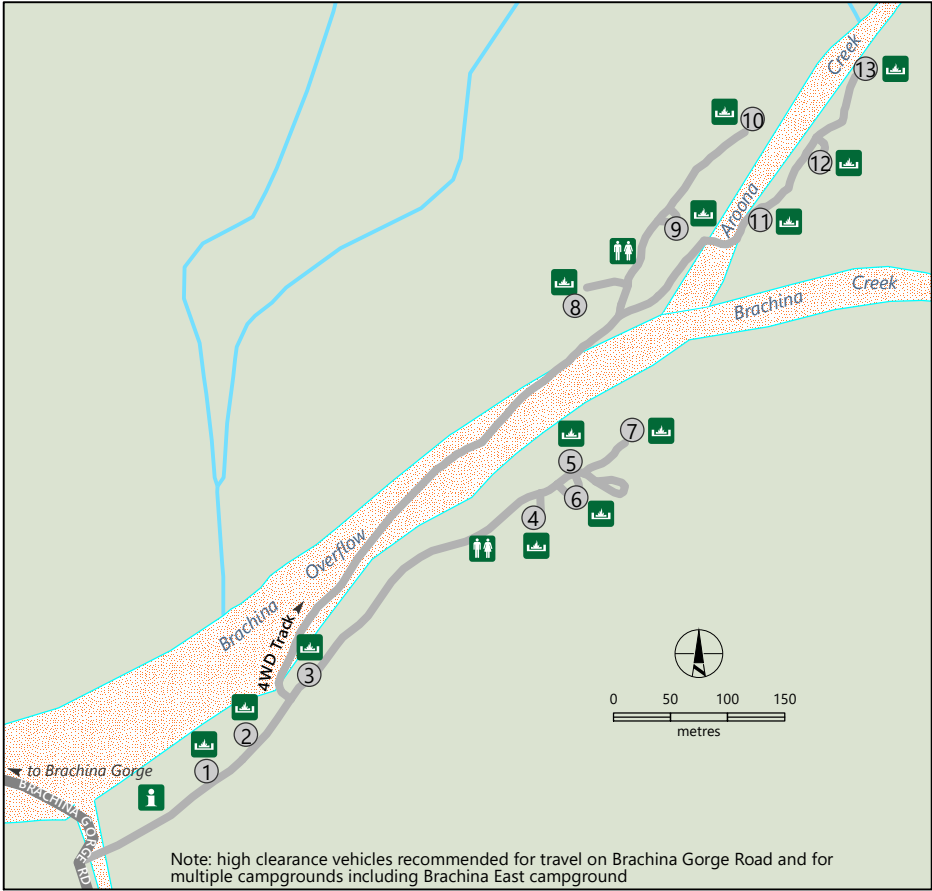 Creek
13
10
12
Aroona
11
9
8
Brachina
Creek
7
5
6
4
Overflow
Brachina
4WD Track
3
2
1
0 50 100 150
metres
N
to Brachina Gorge
BRACHINA GORGE RD
i
Note: high clearance vehicles recommended for travel on Brachina Gorge Road and for
multiple campgrounds including Brachina East campground